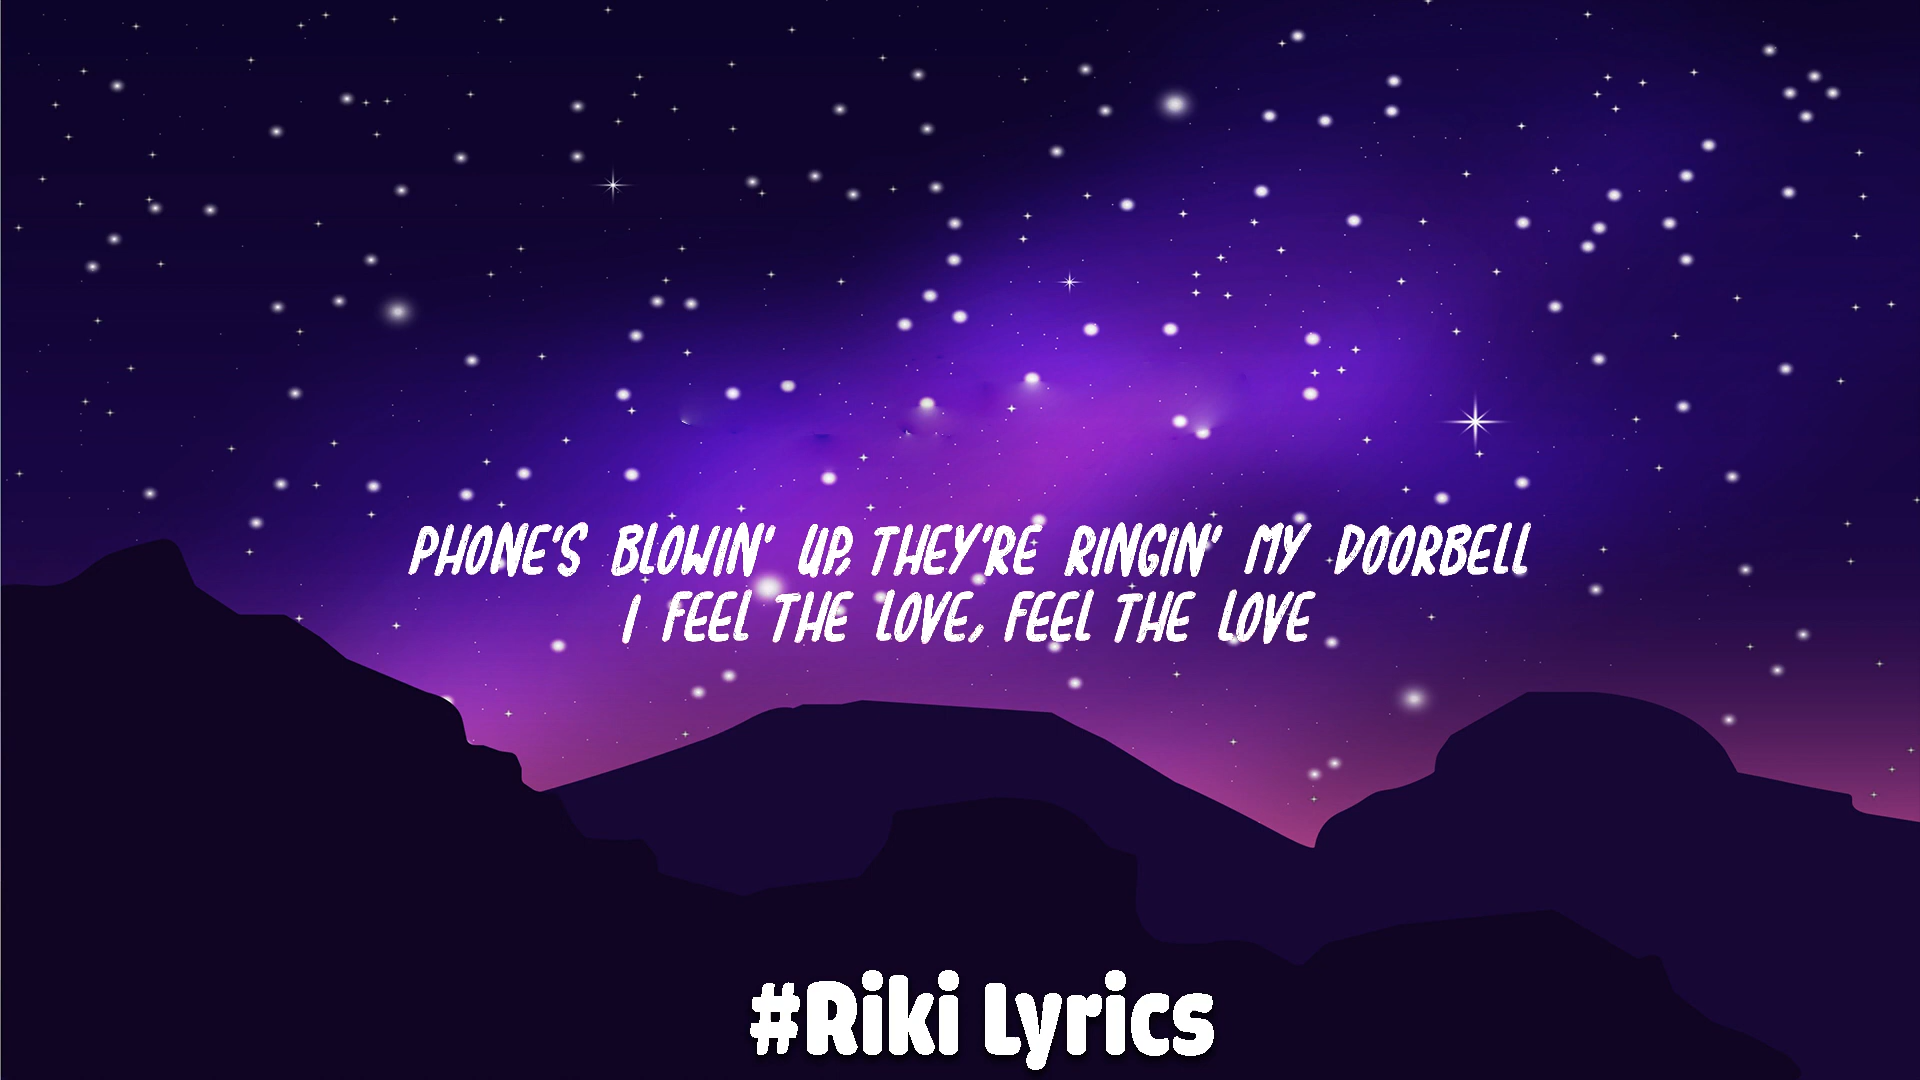 PHONE'S BLOWIN' UP, THEY'RE RINGIN' MY DOORBELL
I FEEL THE LOVE, FEEL THE LOVE
#Riki Lyrics